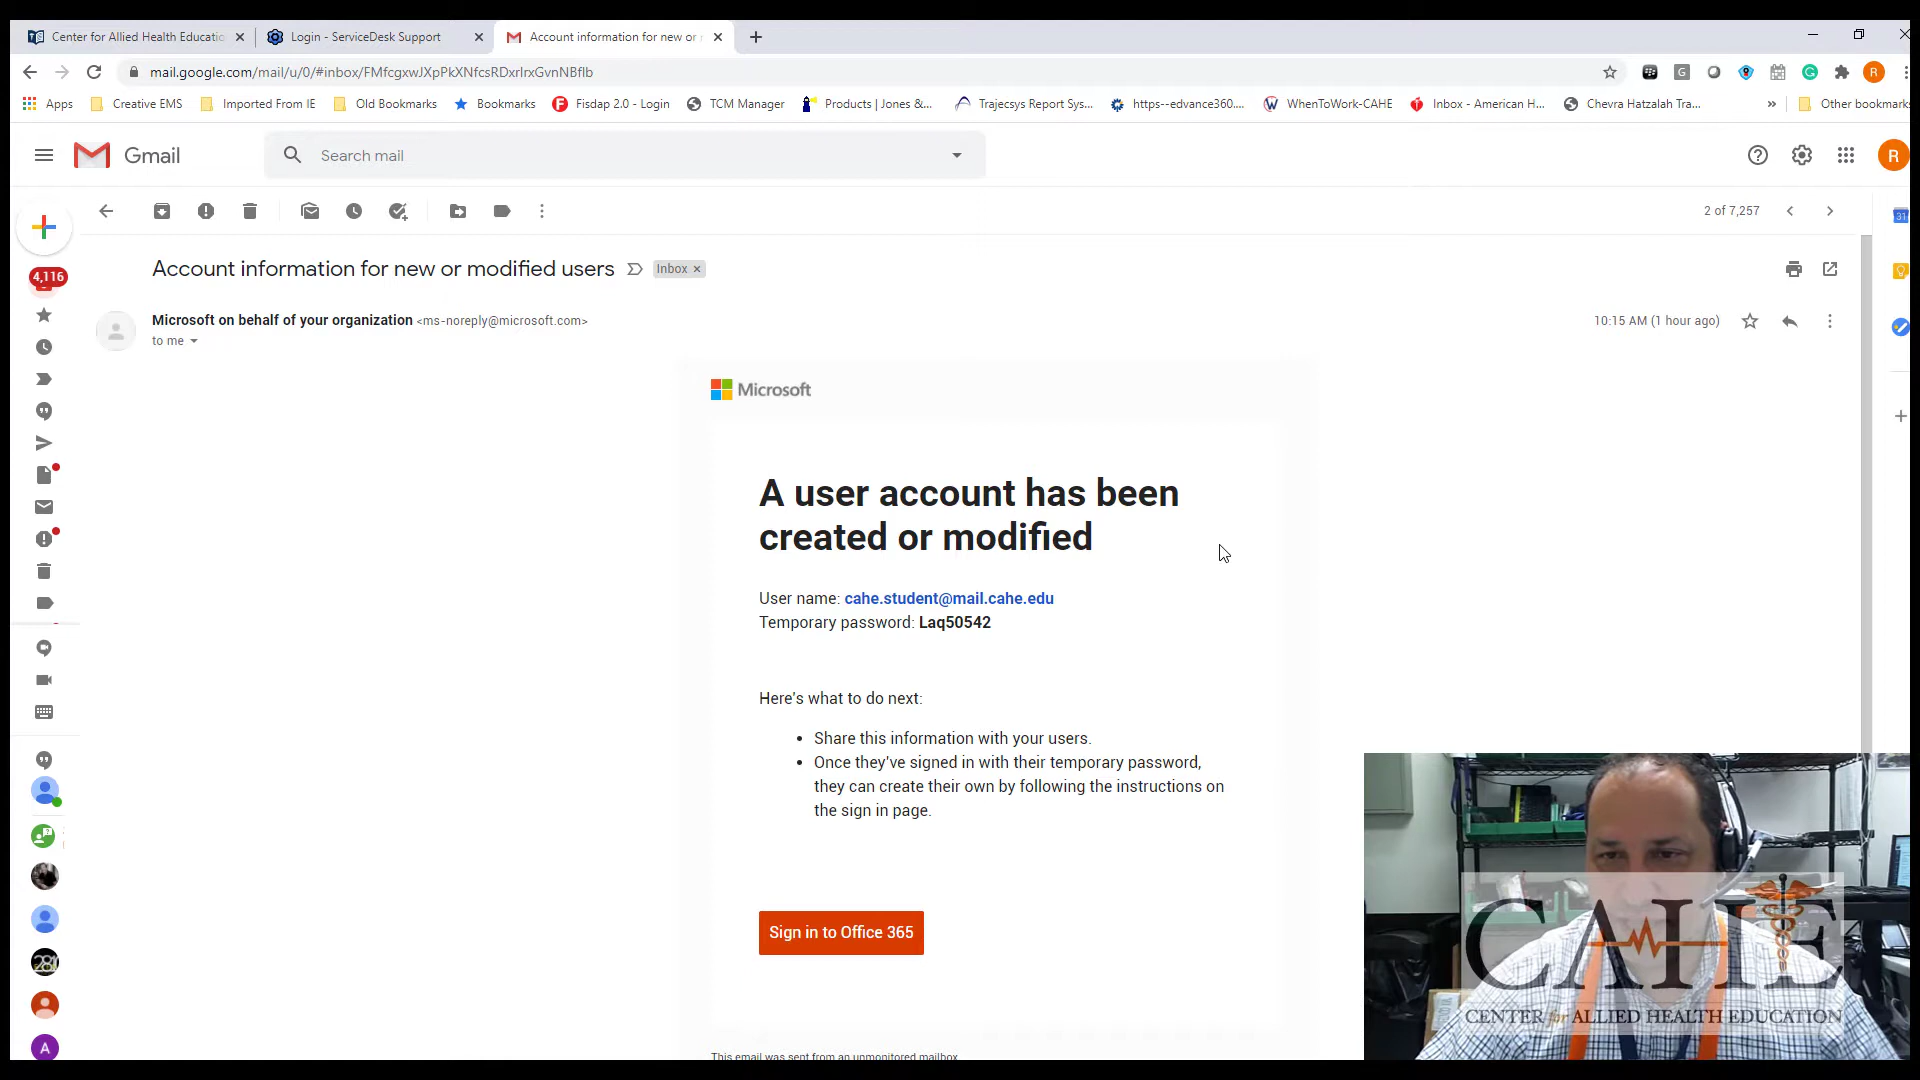 Center for Allied Health Educatio
Login - ServiceDesk Support
Account information for new or
mail.google.com/mail/u/0/#inbox/FMfcgxwJXpPkXNfcsRDxrlrxGvnNBflb
R
Apps
Creative EMS
Imported From IE
Old Bookmarks
Bookmarks
Fisdap 2.0 - Login
TCM Manager
Products | Jones &...
Trajecsys Report Sys...
https--edvance360....
WhenToWork-CAHE
Inbox - American H...
Chevra Hatzalah Tra...
»
Other bookmarks
Gmail
Search mail
R
2 of 7,257
4,116
Account information for new or modified users
Inbox ×
Microsoft on behalf of your organization <ms-noreply@microsoft.com>
10:15 AM (1 hour ago)
to me
Microsoft
A user account has been
created or modified
User name: cahe.student@mail.cahe.edu
Temporary password: Laq50542
Here's what to do next:
• Share this information with your users.
• Once they've signed in with their temporary password,
they can create their own by following the instructions on
the sign in page.
Sign in to Office 365
This email was sent from an unmonitored mailbox
A
31
CAHE
CENTER for ALLIED HEALTH EDUCATION